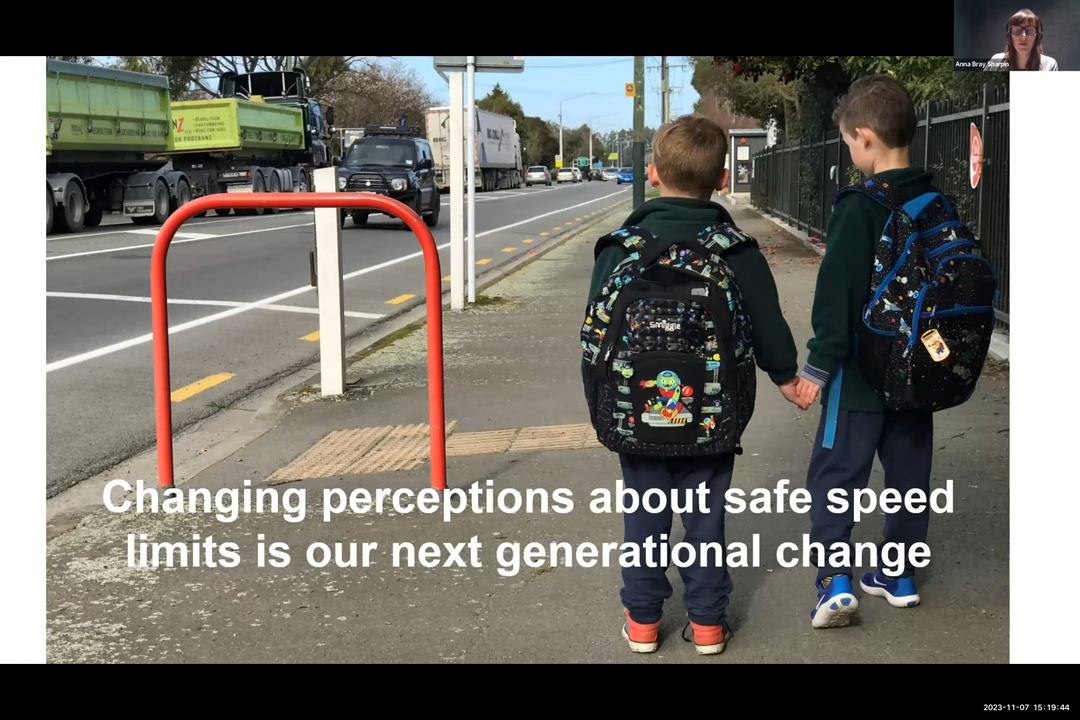 Anna Bray Sharpin
Smiggle
Changing perceptions about safe speed
limits is our next generational change
2023-11-07 15:19:44